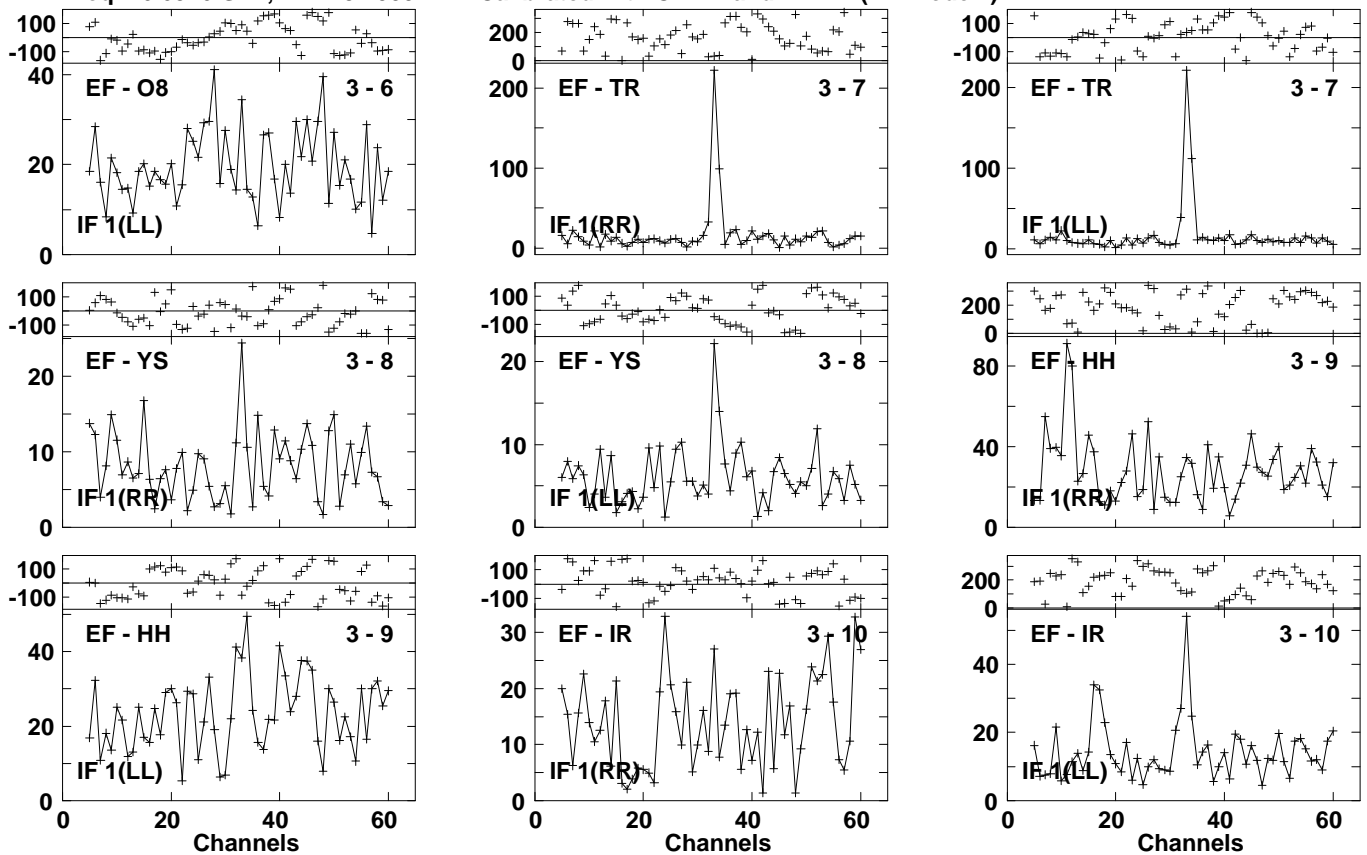 100
-100
40
20
0
EF - O8
3 - 6
IF 1(LL)
200
0
200
100
0
EF - TR
3 - 7
IF 1(RR)
100
-100
200
100
0
EF - TR
3 - 7
IF 1(LL)
100
-100
20
10
0
EF - YS
3 - 8
IF 1(RR)
100
-100
20
10
0
EF - YS
3 - 8
IF 1(LL)
200
0
80
40
0
EF - HH
3 - 9
IF 1(RR)
100
-100
40
20
0
EF - HH
3 - 9
IF 1(LL)
0 20 40 60
Channels
100
-100
30
20
10
0
EF - IR
3 - 10
IF 1(RR)
0 20 40 60
Channels
200
0
40
20
0
EF - IR
3 - 10
IF 1(LL)
0 20 40 60
Channels